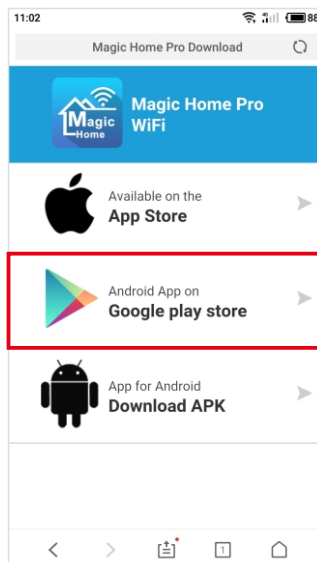 11:02
88
Magic Home Pro Download
Magic
Home
Magic Home Pro
WiFi
Available on the
App Store
Android App on
Google play store
App for Android
Download APK
1